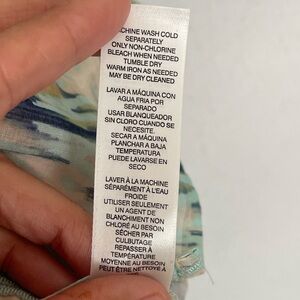 CHINE WASH COLD
SEPARATELY
ONLY NON-CHLORINE
BLEACH WHEN NEEDED
TUMBLE DRY
WARM IRON AS NEEDED
MAY BE DRY CLEANED
LAVAR A MÁQUINA CON
AGUA FRIA POR
SEPARADO
USAR BLANQUEADOR
SIN CLORO CUANDO SE
NECESITE.
SECAR A MÁQUINA
PLANCHAR A BAJA
TEMPERATURA
PUEDE LAVARSE EN
SECO
LAVER À LA MACHINE
SÉPARÉMENT À L'EAU
FROIDE
UTILISER SEULEMENT
UN AGENT DE
BLANCHIMENT NON
CHLORÉ AU BESOIN
SÉCHER PAR
CULBUTAGE
REPASSER À
TEMPÉRATURE
MOYENNE AU BESOIN
PEUT ÊTRE NETTOYÉ À